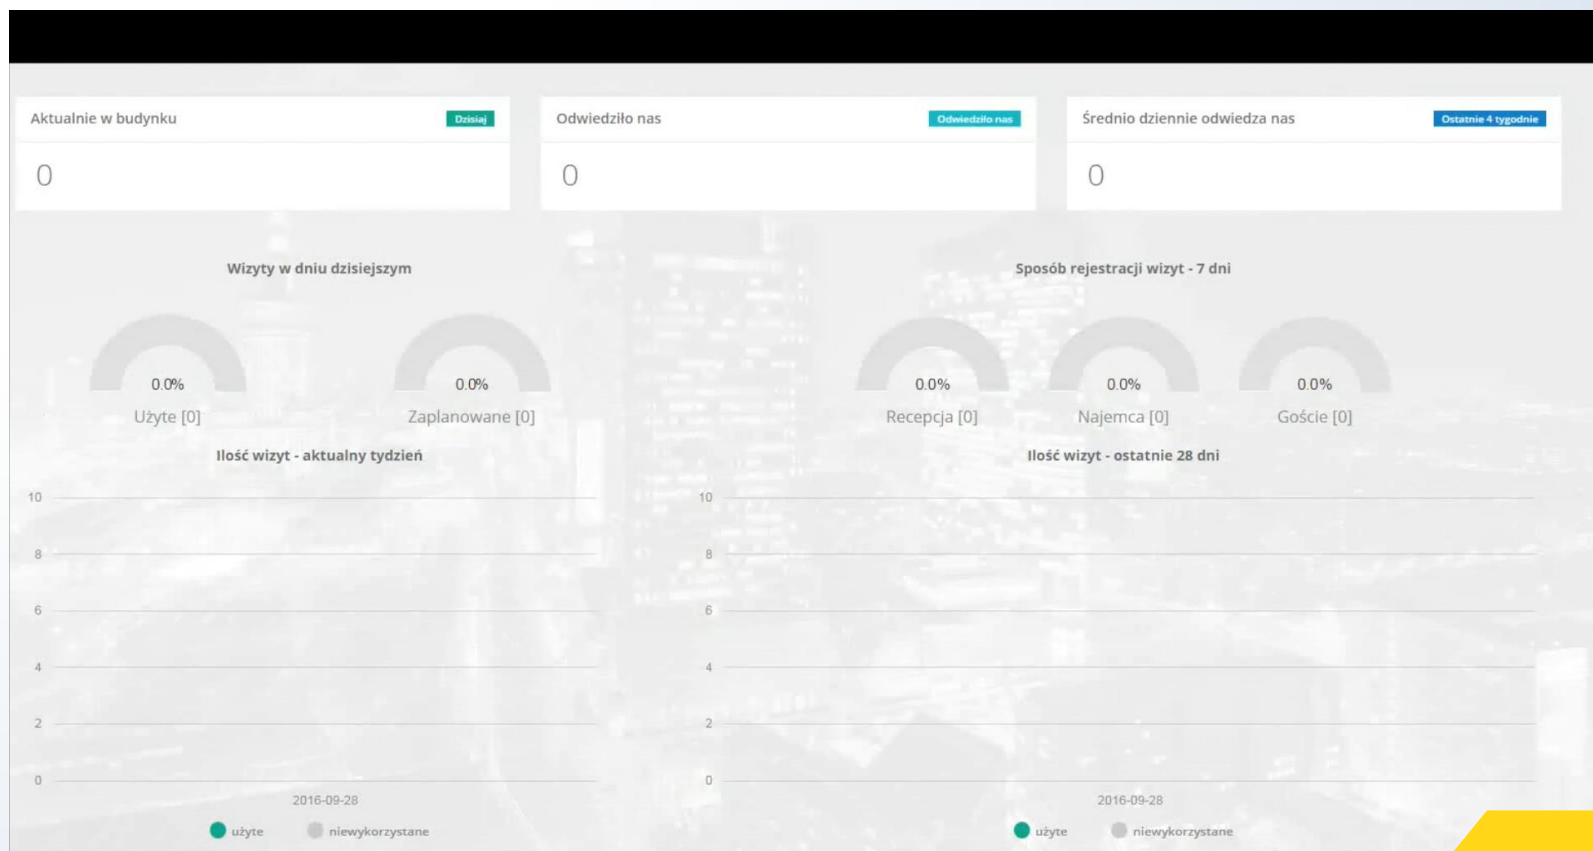 Aktualnie w budynku
Dzisiaj
0
Odwiedziło nas
Odwiedziło nas
0
Średnio dziennie odwiedza nas
Ostatnie 4 tygodnie
0
Wizyty w dniu dzisiejszym
0.0%
Użyte [0]
0.0%
Zaplanowane [0]
Sposób rejestracji wizyt - 7 dni
0.0%
Recepcja [0]
0.0%
Najemca [0]
0.0%
Goście [0]
Ilość wizyt - aktualny tydzień
10
8
6
4
2
0
2016-09-28
użyte
niewykorzystane
Ilość wizyt - ostatnie 28 dni
10
8
6
4
2
0
2016-09-28
użyte
niewykorzystane